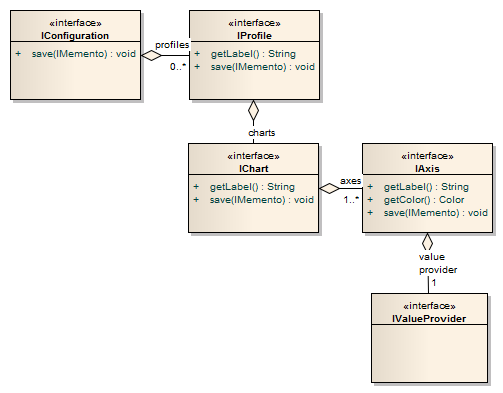 «interface»
IConfiguration
+ save(IMemento) : void
profiles
0..*
«interface»
IProfile
+ getLabel() : String
+ save(IMemento) : void
charts
«interface»
IChart
+ getLabel() : String
+ save(IMemento) : void
axes
1..*
«interface»
IAxis
+ getLabel() : String
+ getColor() : Color
+ save(IMemento) : void
value
provider
1
«interface»
IValueProvider